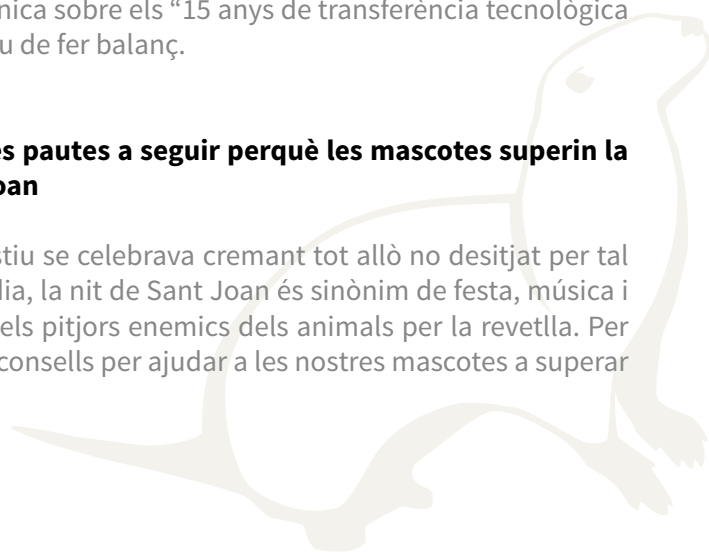 nica sobre els “15 anys de transferència tecnològica
u de fer balanç.
es pautes a seguir perquè les mascotes superin la
oan
stiu se celebrava cremant tot allò no desitjat per tal
dia, la nit de Sant Joan és sinònim de festa, música i
els pitjors enemics dels animals per la revetlla. Per
consells per ajudar a les nostres mascotes a superar